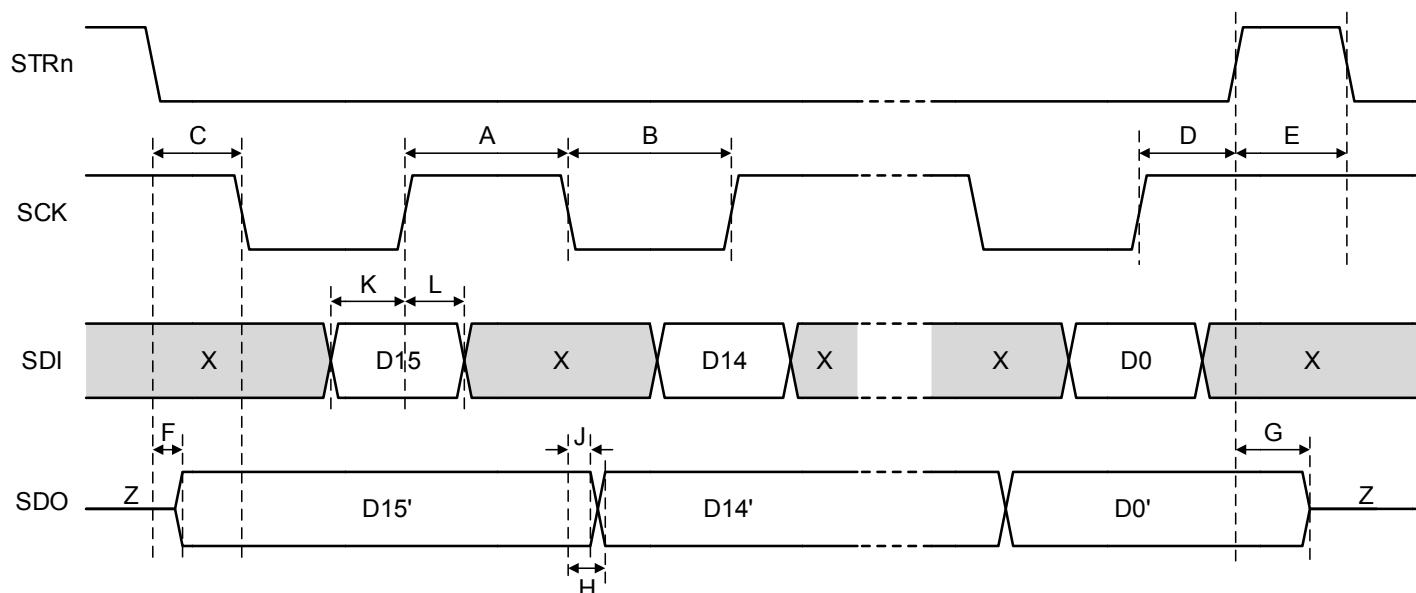 STRn
C A B D E
SCK
K L
SDI X D15 X D14 X X D0 X
F J G
SDO Z D15' D14' D0' Z
H